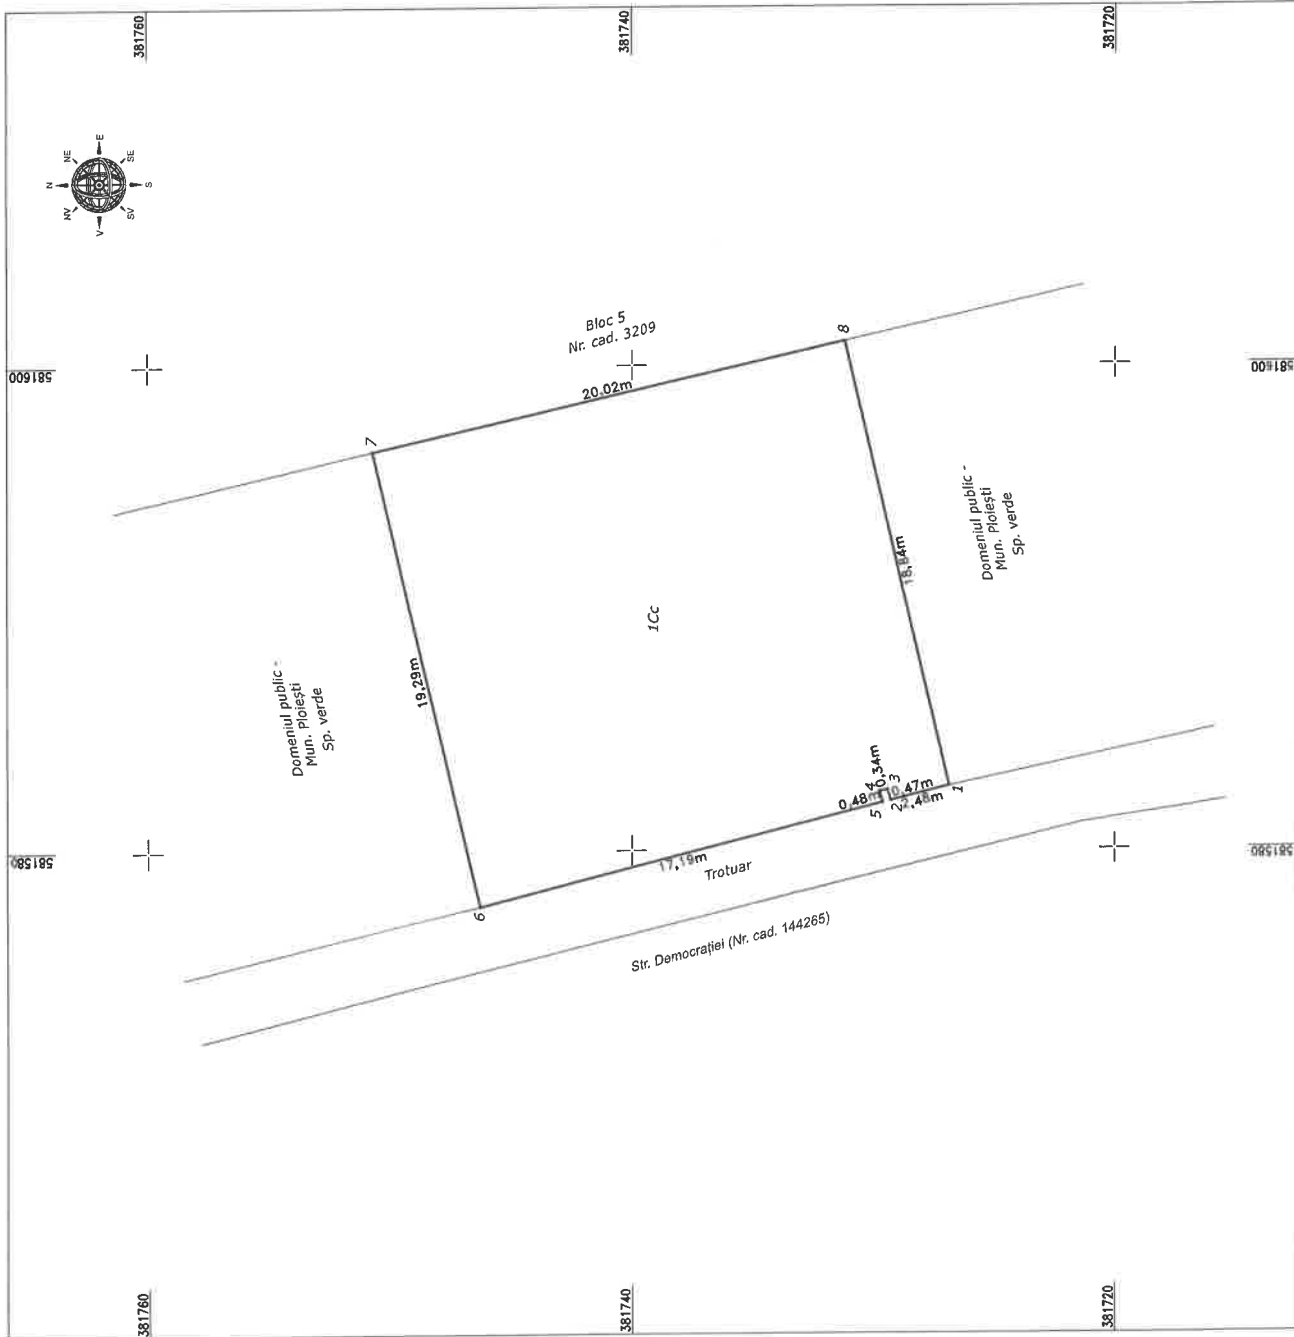 381760
381740
381720
N
NE
E
SE
S
SV
V
NV
581600
581600
Bloc 5
Nr. cad. 3209
8
20.02m
7
Domeniul public -
Mun. Ploiești
Sp. verde
18,84m
1Cc
19.29m
Domeniul public -
Mun. Ploiești
Sp. verde
0,34m
4
3
0.48m
0.47m
5
2
2.48m
1
581580
581580
17,19m
Trotuar
6
Str. Democrației (Nr. cad. 144265)
381760
381740
381720